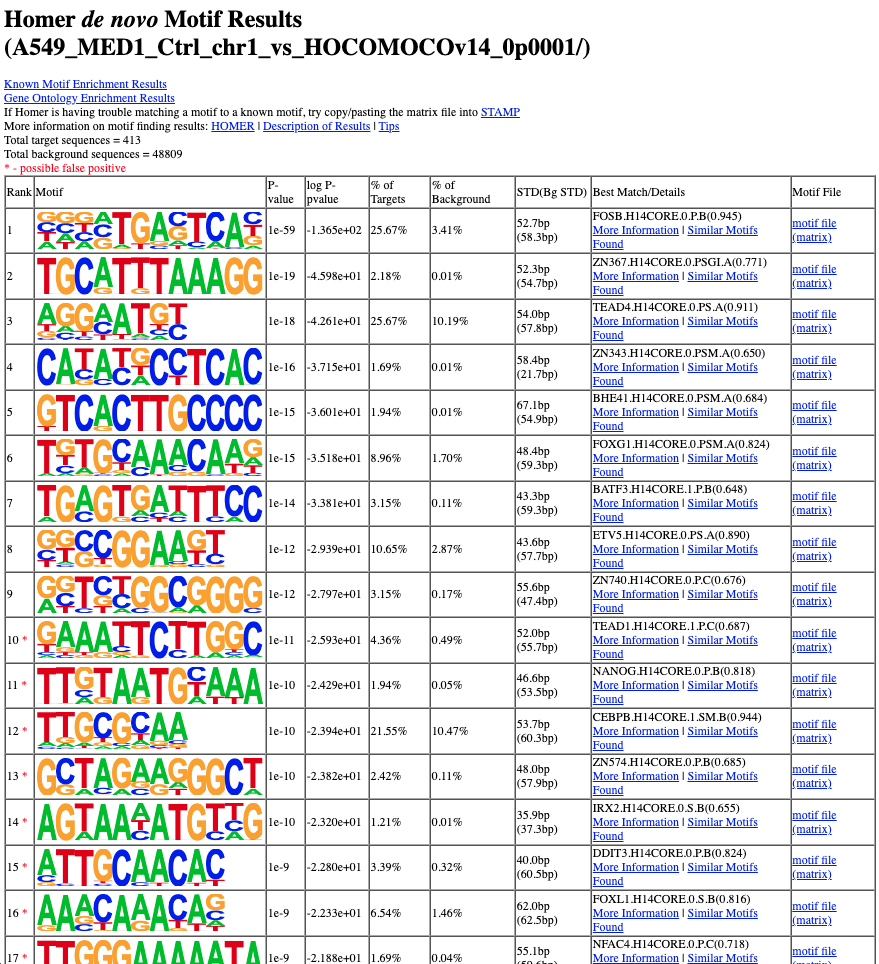 Homer de novo Motif Results
(A549_MED1_Ctrl_chr1_vs_HOCOMOCOv14_0p0001/)
Known Motif Enrichment Results
Gene Ontology Enrichment Results
If Homer is having trouble matching a motif to a known motif, try copy/pasting the matrix file into STAMP
More information on motif finding results: HOMER | Description of Results | Tips
Total target sequences = 413
Total background sequences = 48809
* - possible false positive
Rank Motif P-value log P-pvalue % of Targets % of Background STD(Bg STD) Best Match/Details Motif File
1 1e-59 -1.365e+02 25.67% 3.41% 52.7bp (58.3bp) FOSB.H14CORE.0.P.B(0.945) More Information | Similar Motifs Found motif file (matrix)
2 TGCATTTAAAGG 1e-19 -4.598e+01 2.18% 0.01% 52.3bp (54.7bp) ZN367.H14CORE.0.PSGI.A(0.771) More Information | Similar Motifs Found motif file (matrix)
3 1e-18 -4.261e+01 25.67% 10.19% 54.0bp (57.8bp) TEAD4.H14CORE.0.PS.A(0.911) More Information | Similar Motifs Found motif file (matrix)
4 1e-16 -3.715e+01 1.69% 0.01% 58.4bp (21.7bp) ZN343.H14CORE.0.PSM.A(0.650) More Information | Similar Motifs Found motif file (matrix)
5 GTCACTTGCCCC 1e-15 -3.601e+01 1.94% 0.01% 67.1bp (54.9bp) BHE41.H14CORE.0.PSM.A(0.684) More Information | Similar Motifs Found motif file (matrix)
6 1e-15 -3.518e+01 8.96% 1.70% 48.4bp (59.3bp) FOXG1.H14CORE.0.PSM.A(0.824) More Information | Similar Motifs Found motif file (matrix)
7 TGAGTGATTTCC 1e-14 -3.381e+01 3.15% 0.11% 43.3bp (59.3bp) BATF3.H14CORE.1.P.B(0.648) More Information | Similar Motifs Found motif file (matrix)
8 1e-12 -2.939e+01 10.65% 2.87% 43.6bp (57.7bp) ETV5.H14CORE.0.PS.A(0.890) More Information | Similar Motifs Found motif file (matrix)
9 1e-12 -2.797e+01 3.15% 0.17% 55.6bp (47.4bp) ZN740.H14CORE.0.P.C(0.676) More Information | Similar Motifs Found motif file (matrix)
10 * GAAATTCTTGGC 1e-11 -2.593e+01 4.36% 0.49% 52.0bp (55.7bp) TEAD1.H14CORE.1.P.C(0.687) More Information | Similar Motifs Found motif file (matrix)
11 * 1e-10 -2.429e+01 1.94% 0.05% 46.6bp (53.5bp) NANOG.H14CORE.0.P.B(0.818) More Information | Similar Motifs Found motif file (matrix)
12 * TTGCGCAA 1e-10 -2.394e+01 21.55% 10.47% 53.7bp (60.3bp) CEBPB.H14CORE.1.SM.B(0.944) More Information | Similar Motifs Found motif file (matrix)
13 * GCTAGAAGGGCT 1e-10 -2.382e+01 2.42% 0.11% 48.0bp (57.9bp) ZN574.H14CORE.0.P.B(0.685) More Information | Similar Motifs Found motif file (matrix)
14 * 1e-10 -2.320e+01 1.21% 0.01% 35.9bp (37.3bp) IRX2.H14CORE.0.S.B(0.655) More Information | Similar Motifs Found motif file (matrix)
15 * ATTGCAACAC 1e-9 -2.280e+01 3.39% 0.32% 40.0bp (60.5bp) DDIT3.H14CORE.0.P.B(0.824) More Information | Similar Motifs Found motif file (matrix)
16 * 1e-9 -2.233e+01 6.54% 1.46% 62.0bp (62.5bp) FOXL1.H14CORE.0.S.B(0.816) More Information | Similar Motifs Found motif file (matrix)
17 * TTGGGAAAAATA 1e-9 -2.188e+01 1.69% 0.04% 55.1bp NFAC4.H14CORE.0.P.C(0.718) More Information | Similar Motifs motif file